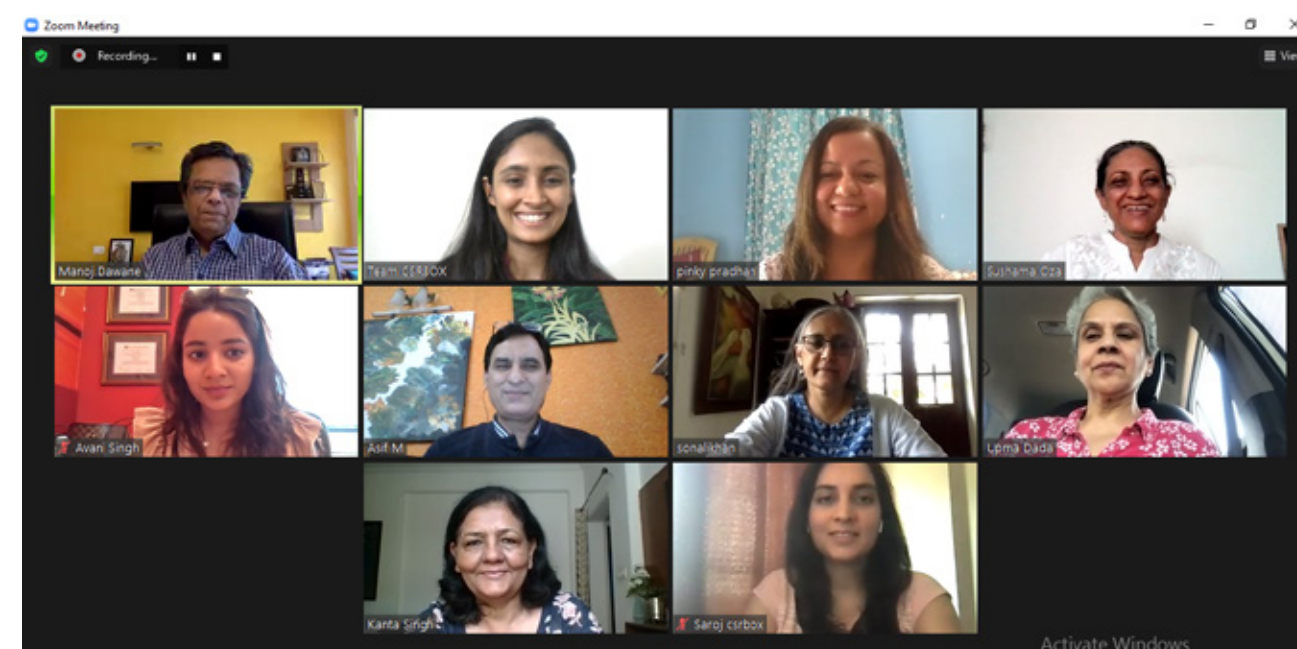 Zoom Meeting
Recording...
Vie
Manoj Dawane
Team CSRBOX
pinky pradhan
Sushama Oza
Avani Singh
Asif M
sonalikhan
Upma Dada
Kanta Singh
Saroj csrbox
Activate Windows